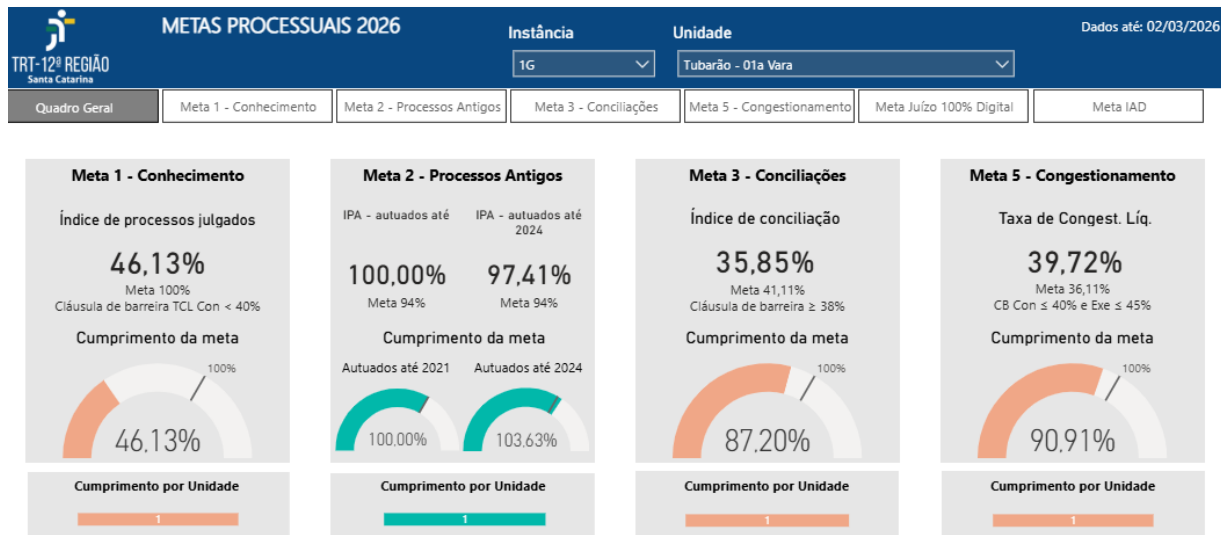 METAS PROCESSUAIS 2026
Instância
Unidade
Dados até: 02/03/2026
TRT-12ª REGIÃO
Santa Catarina
1G
Tubarão - 01a Vara
Quadro Geral
Meta 1 - Conhecimento
Meta 2 - Processos Antigos
Meta 3 - Conciliações
Meta 5 - Congestionamento
Meta Juízo 100% Digital
Meta IAD
Meta 1 - Conhecimento
Índice de processos julgados
46,13%
Meta 100%
Cláusula de barreira TCL Con < 40%
Cumprimento da meta
100%
46,13%
Cumprimento por Unidade
1
Meta 2 - Processos Antigos
IPA - autuados até
IPA - autuados até
2024
100,00%
97,41%
Meta 94%
Meta 94%
Cumprimento da meta
Autuados até 2021
Autuados até 2024
100,00%
103,63%
Cumprimento por Unidade
1
Meta 3 - Conciliações
Índice de conciliação
35,85%
Meta 41,11%
Cláusula de barreira ≥ 38%
Cumprimento da meta
100%
87,20%
Cumprimento por Unidade
1
Meta 5 - Congestionamento
Taxa de Congest. Líq.
39,72%
Meta 36,11%
CB Con ≤ 40% e Exe ≤ 45%
Cumprimento da meta
100%
90,91%
Cumprimento por Unidade
1